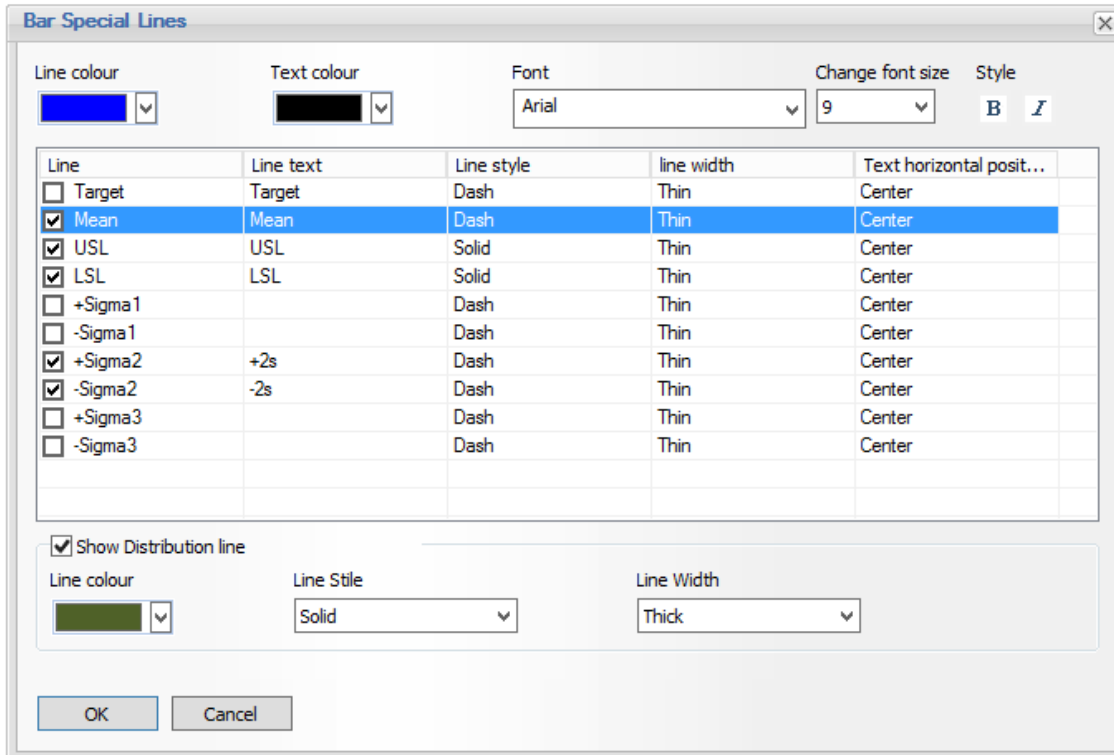 Bar Special Lines
Line colour Text colour Font Change font size Style
Arial 9 B I
Line Line text Line style line width Text horizontal posit...
Target Target Dash Thin Center
Mean Mean Dash Thin Center
USL USL Solid Thin Center
LSL LSL Solid Thin Center
+Sigma1 Dash Thin Center
-Sigma1 Dash Thin Center
+Sigma2 +2s Dash Thin Center
-Sigma2 -2s Dash Thin Center
+Sigma3 Dash Thin Center
-Sigma3 Dash Thin Center
Show Distribution line
Line colour Line Stile Line Width
Solid Thick
OK Cancel